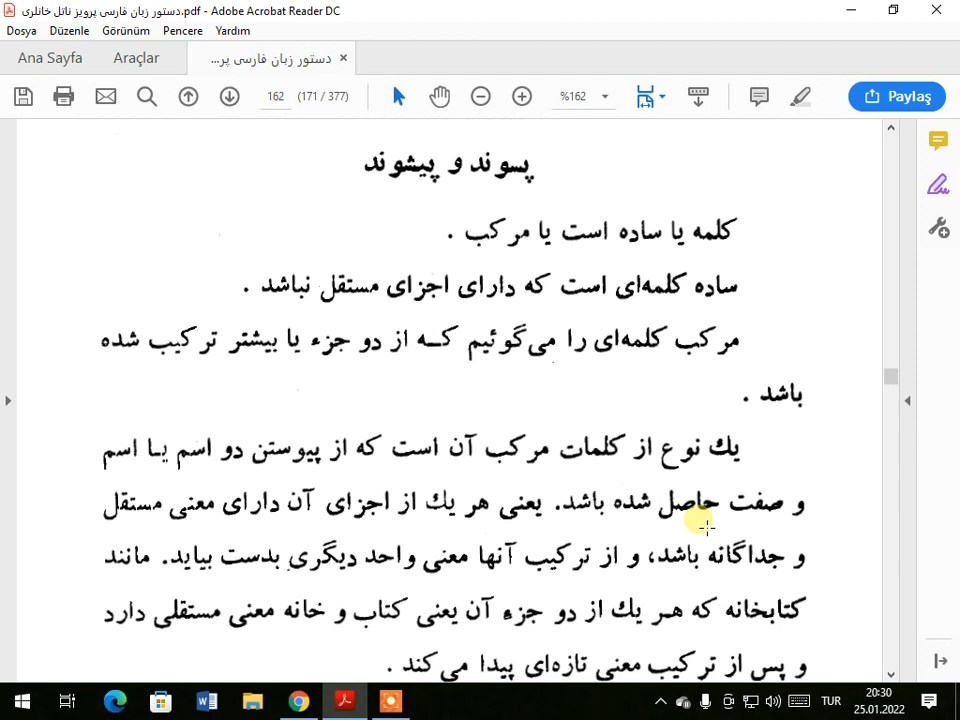 دستور زبان فارسی پرویز ناتل خانلری.pdf - Adobe Acrobat Reader DC
Dosya Düzenle Görünüm Pencere Yardım
Ana Sayfa Araçlar دستور زبان فارسی پر...
162 (171 / 377) %162 Paylaş
پسوند و پیشوند
کلمه یا ساده است یا مرکب .
ساده کلمه‌ای است که دارای اجزای مستقل نباشد .
مرکب کلمه‌ای را می‌گوئیم کـه از دو جزء یا بیشتر ترکیب شده
باشد .
یك نوع از کلمات مرکب آن است که از پیوستن دو اسم یـا اسم
و صفت حاصل شده باشد. یعنی هر یك از اجزای آن دارای معنی مستقل
و جداگانه باشد، و از ترکیب آنها معنی واحد دیگری بدست بیاید. مانند
کتابخانه که هـر یك از دو جزء آن یعنی کتاب و خانه معنی مستقلی دارد
و پس از ترکیب معنی تازه‌ای پیدا می‌کند .
TUR
20:30
25.01.2022